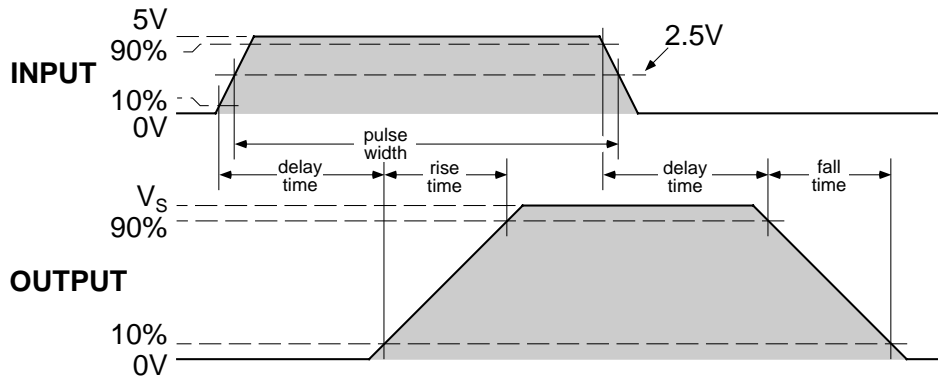 5V
90%
2.5V
INPUT
10%
0V
pulse
width
delay
time
rise
time
delay
time
fall
time
VS
90%
OUTPUT
10%
0V